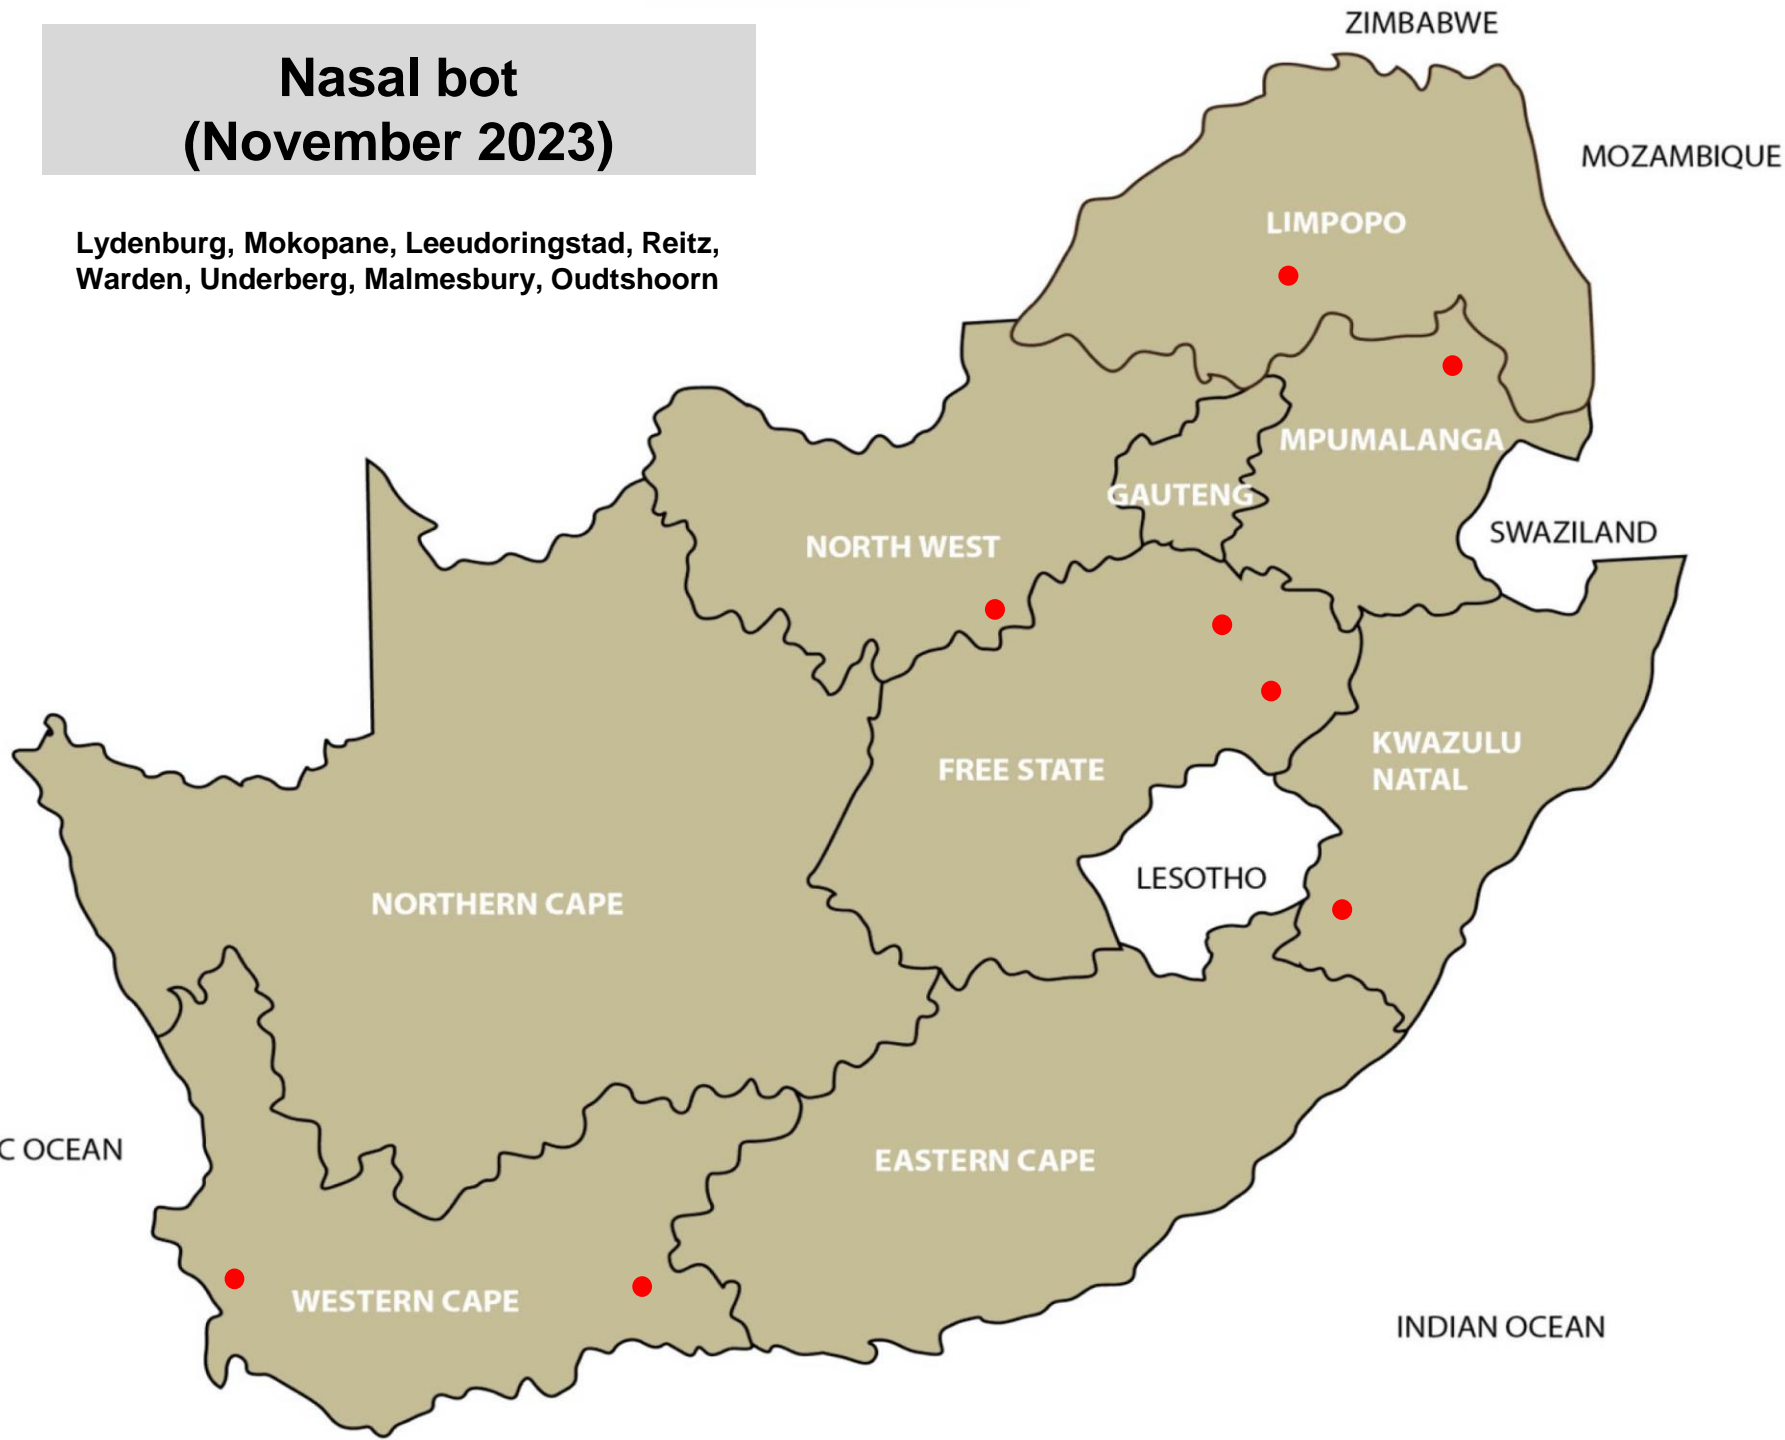 Nasal bot
(November 2023)
Lydenburg, Mokopane, Leeudoringstad, Reitz,
Warden, Underberg, Malmesbury, Oudtshoorn
ZIMBABWE
MOZAMBIQUE
LIMPOPO
MPUMALANGA
GAUTENG
SWAZILAND
NORTH WEST
KWAZULU
NATAL
FREE STATE
LESOTHO
NORTHERN CAPE
C OCEAN
EASTERN CAPE
WESTERN CAPE
INDIAN OCEAN